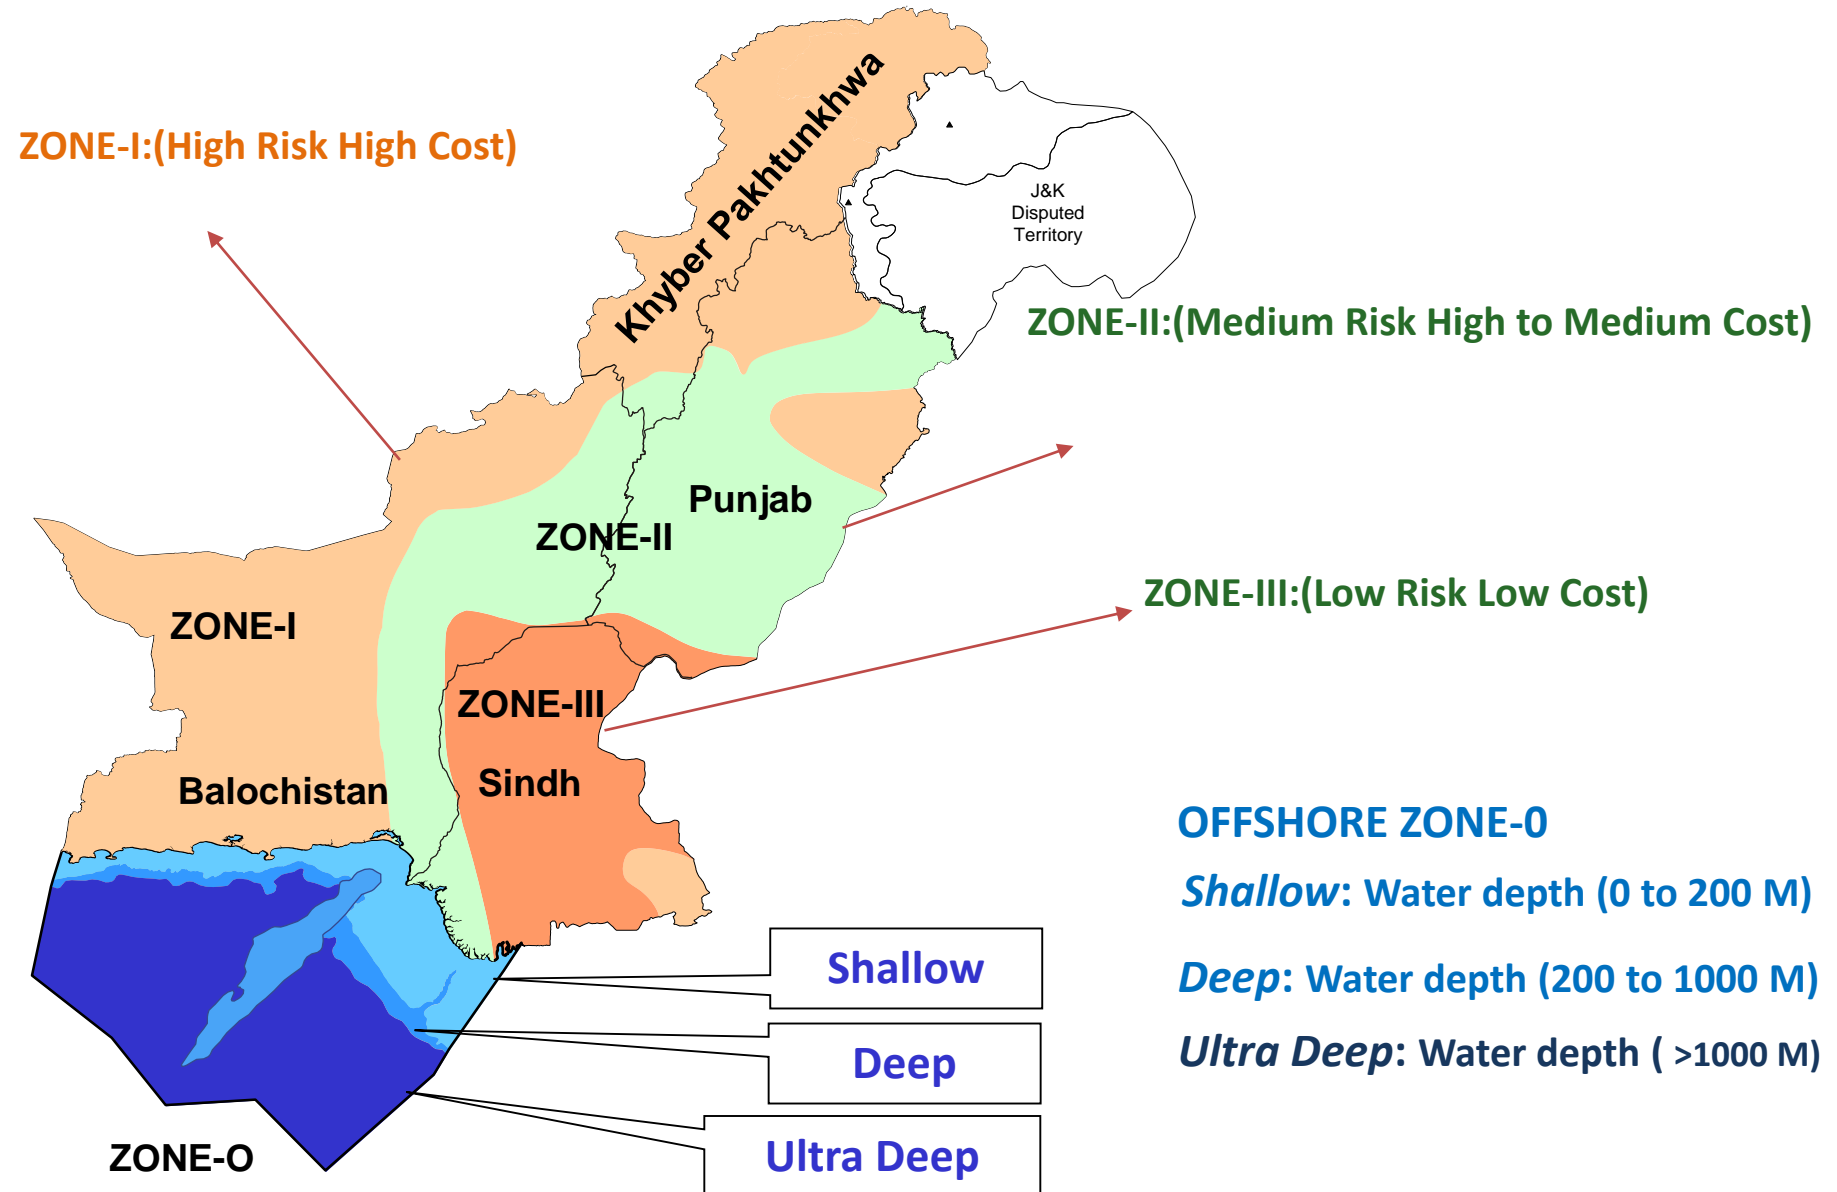 Khyber Pakhtunkhwa
ZONE-I:(High Risk High Cost)
J&K
Disputed
Territory
ZONE-II:(Medium Risk High to Medium Cost)
Punjab
ZONE-II
ZONE-III:(Low Risk Low Cost)
ZONE-I
ZONE-III
Balochistan
Sindh
OFFSHORE ZONE-0
Shallow: Water depth (0 to 200 M)
Deep: Water depth (200 to 1000 M)
Ultra Deep: Water depth ( >1000 M)
Shallow
Deep
Ultra Deep
ZONE-O